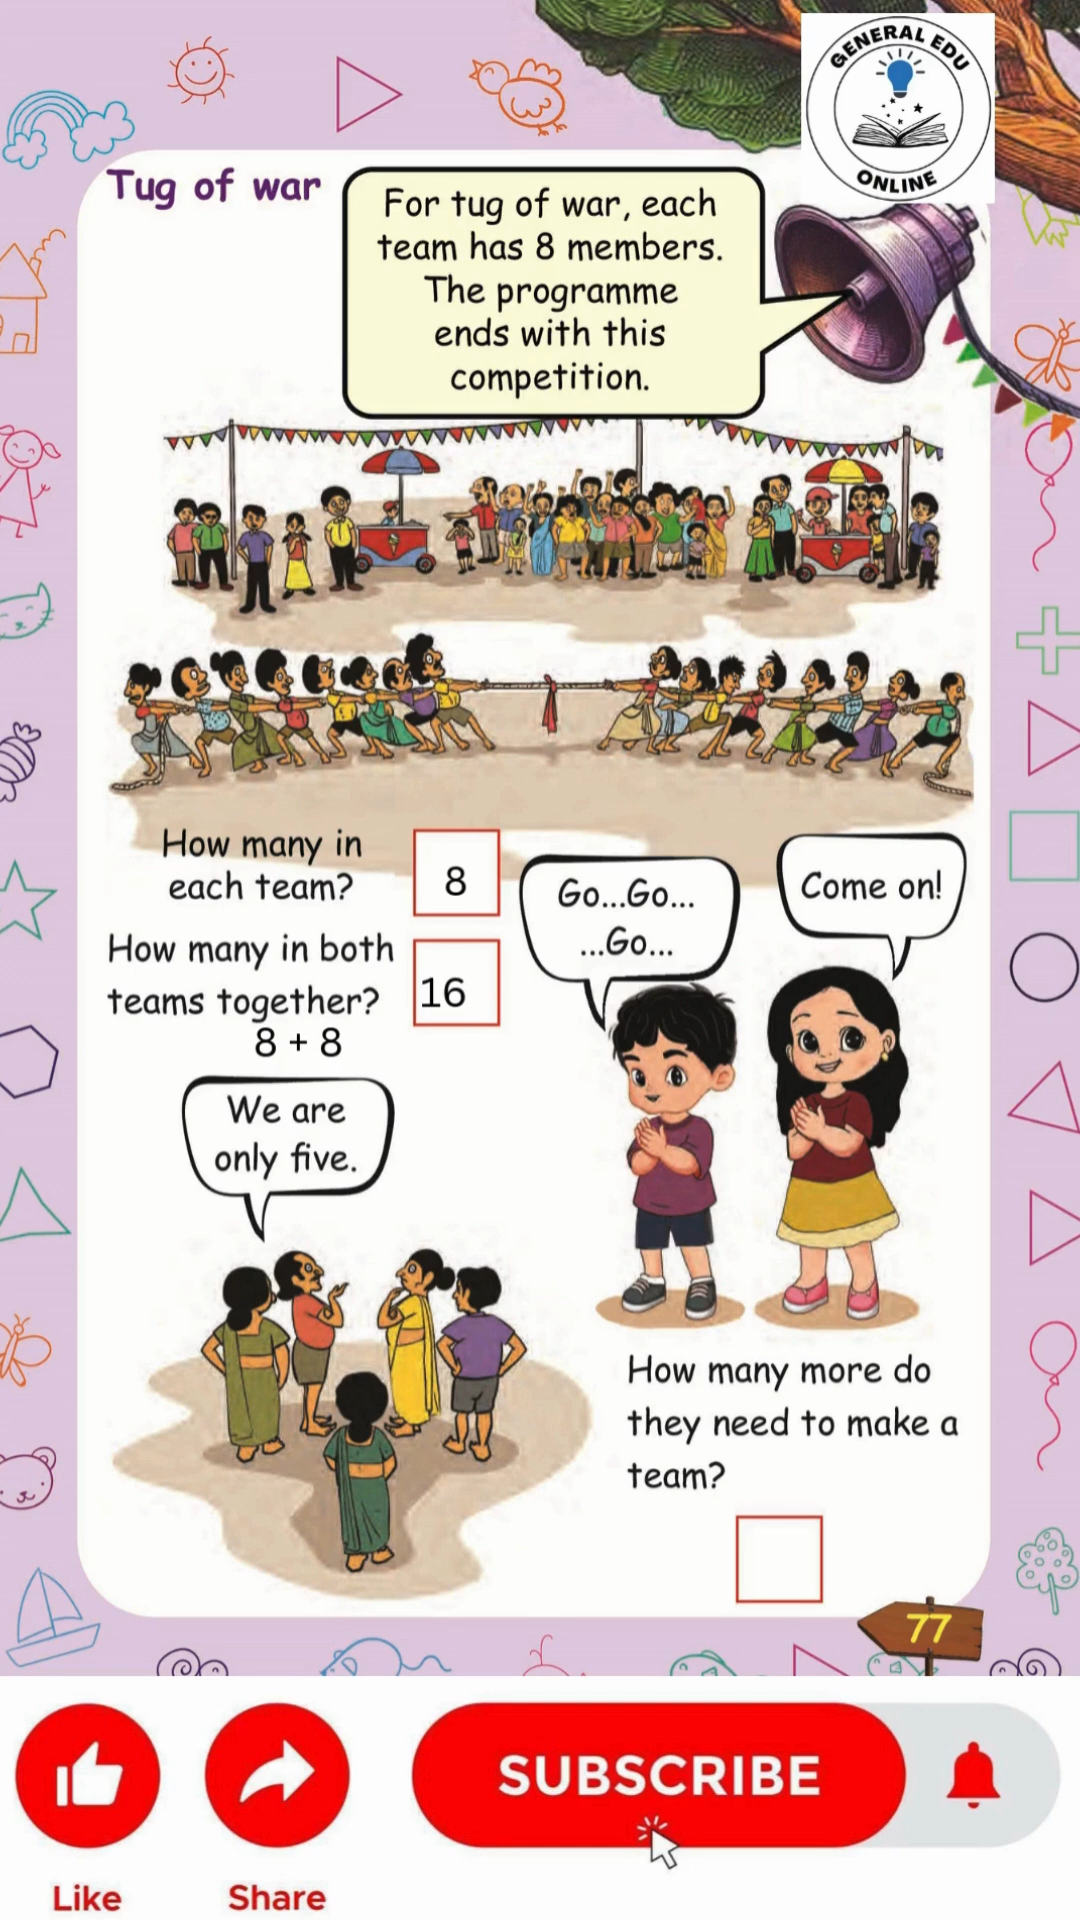 GENERAL EDU
ONLINE
Tug of war
For tug of war, each
team has 8 members.
The programme
ends with this
competition.
How many in
each team?
8
How many in both
teams together?
16
8 + 8
Go...Go...
...Go...
Come on!
We are
only five.
How many more do
they need to make a
team?
77
SUBSCRIBE
Like
Share